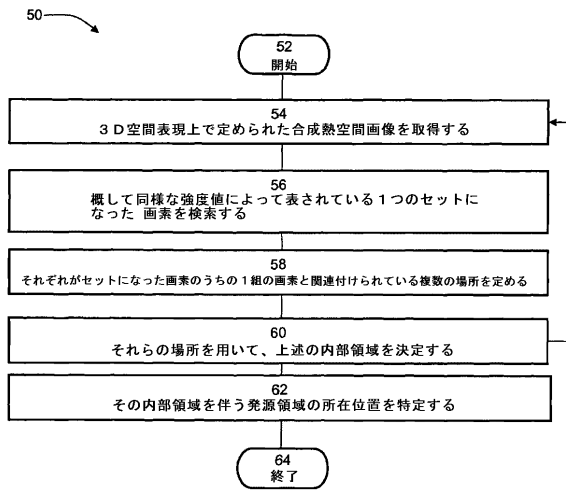 50
52
開始
54
3D空間表現上で定められた合成熱空間画像を取得する
56
概して同様な強度値によって表されている1つのセットに
なった 画素を検索する
58
それぞれがセットになった画素のうちの1組の画素と関連付けられている複数の場所を定める
60
それらの場所を用いて、上述の内部領域を決定する
62
その内部領域を伴う発源領域の所在位置を特定する
64
終了